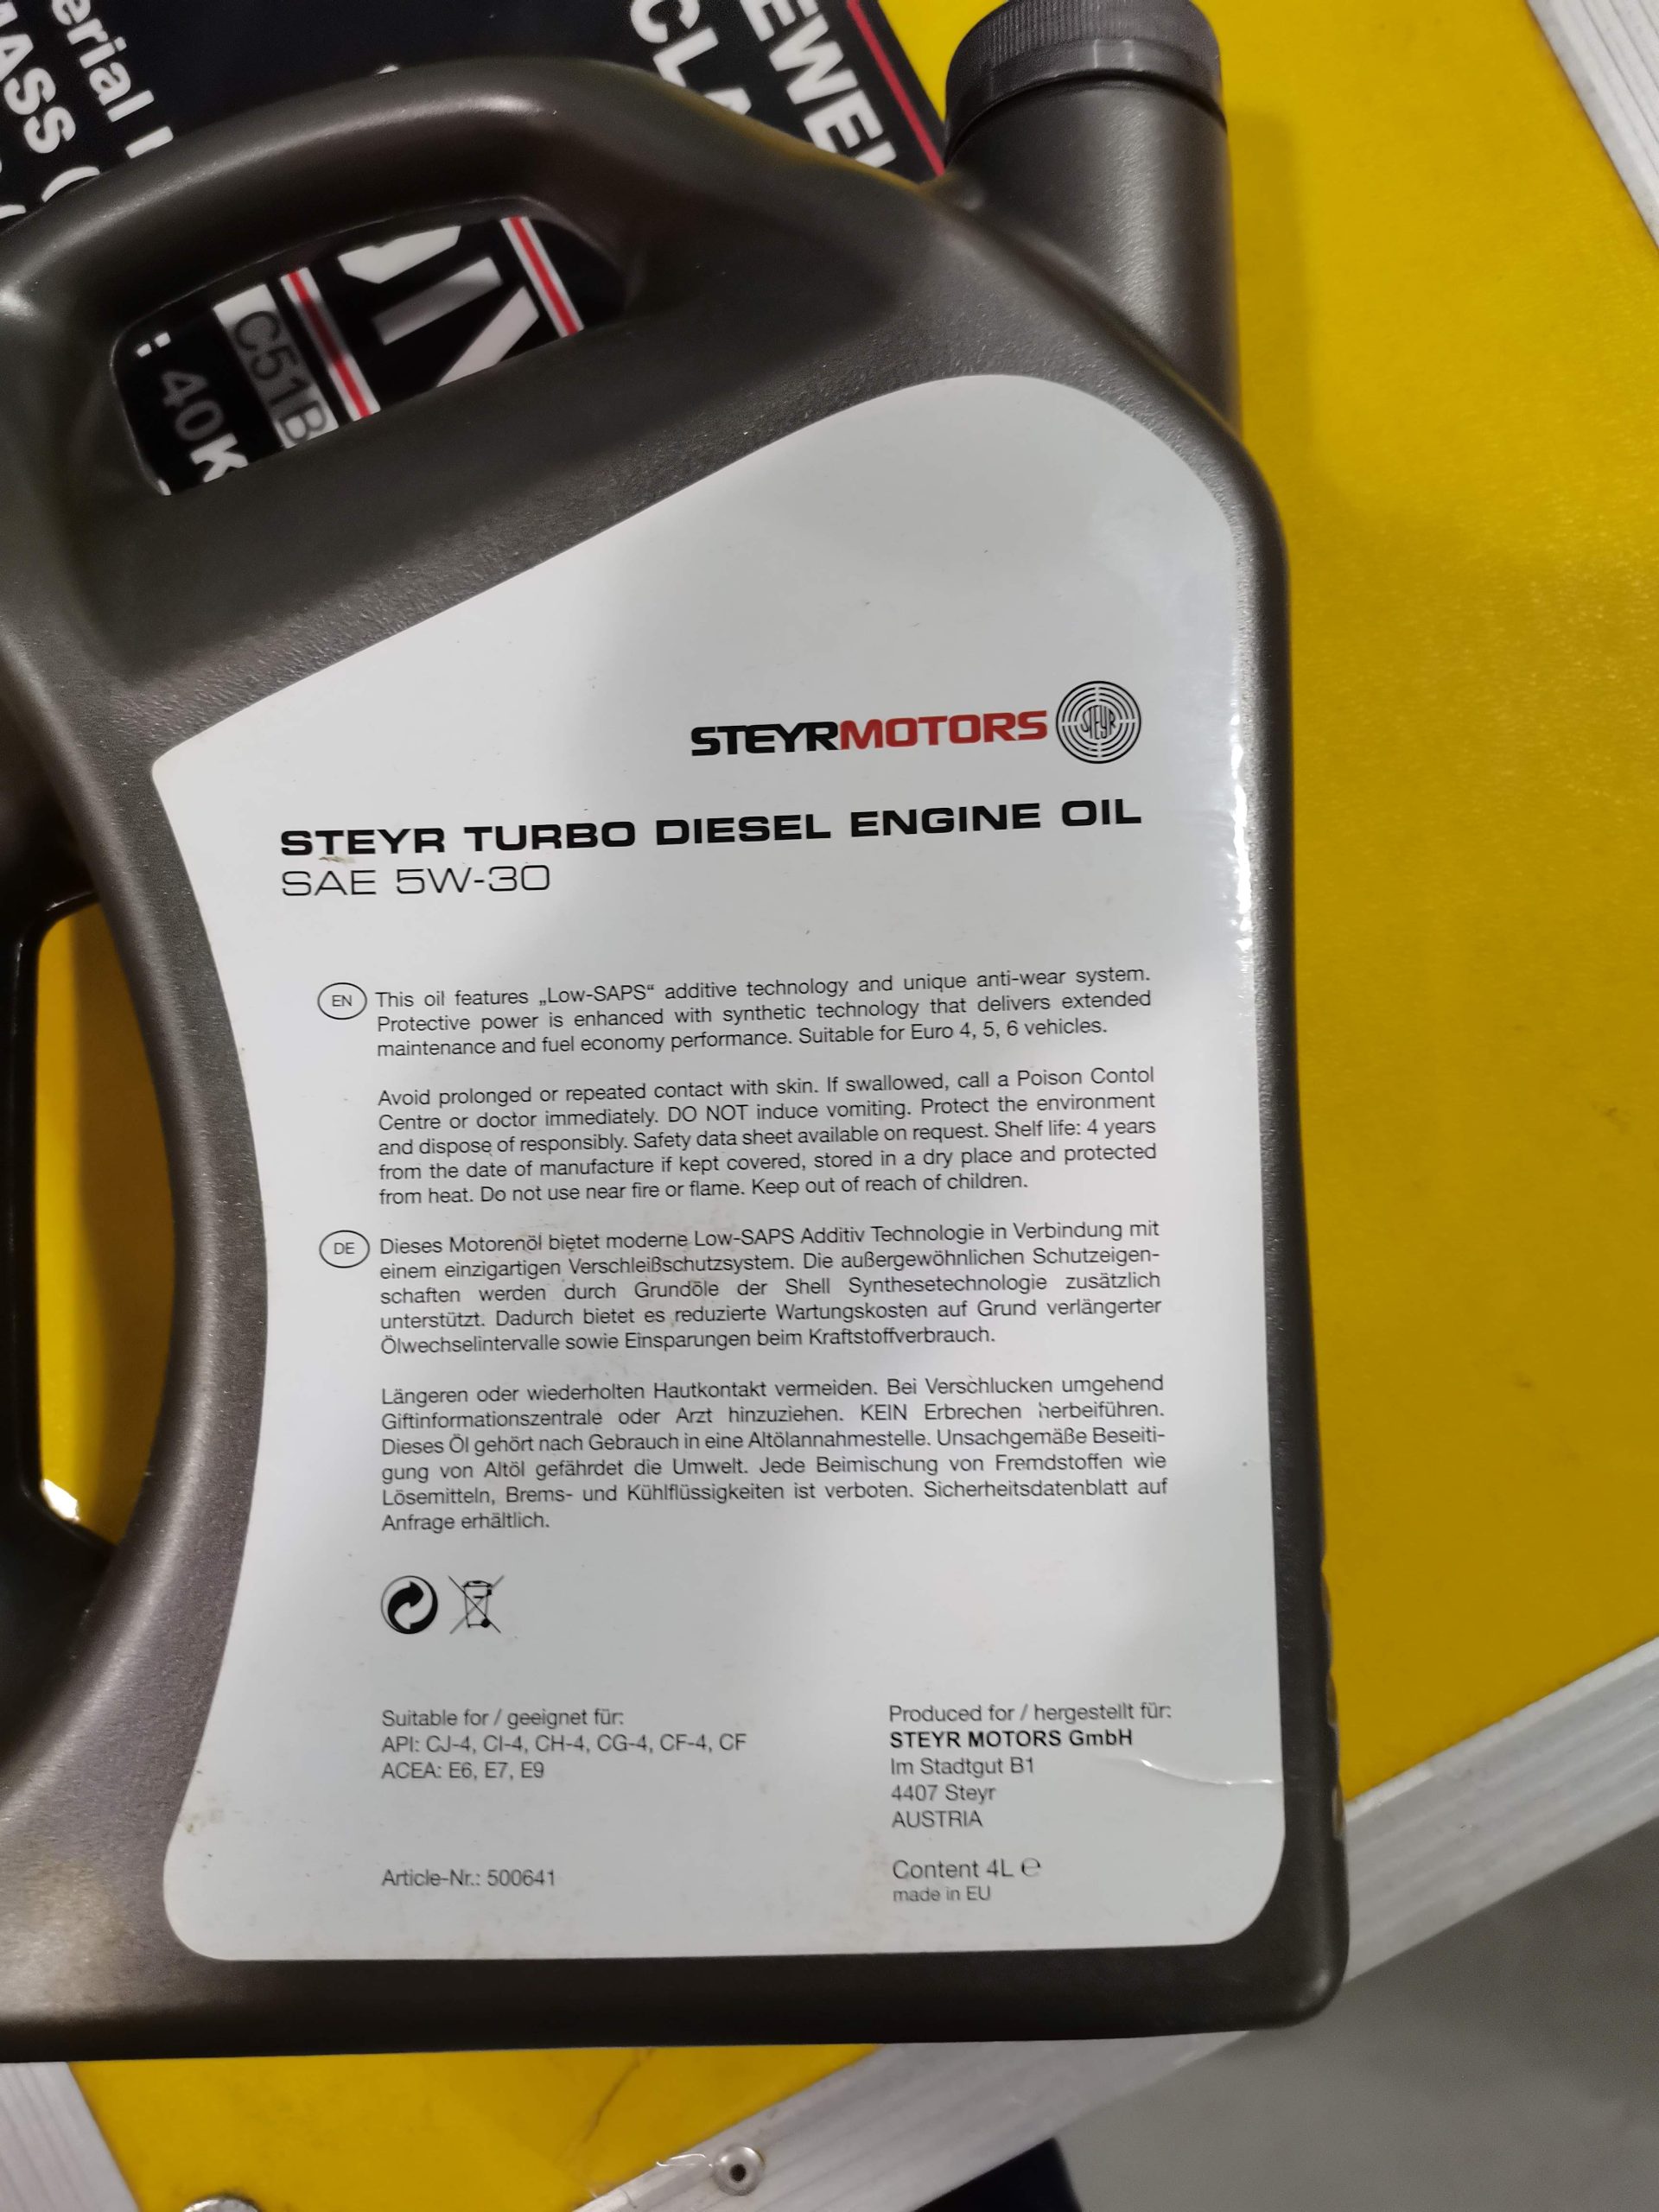 erial
ASS (
CLA
EWEL
C51B
: 40K
STEYRMOTORS STEYR
STEYR TURBO DIESEL ENGINE OIL
SAE 5W-30
EN This oil features „Low-SAPS“ additive technology and unique anti-wear system.
Protective power is enhanced with synthetic technology that delivers extended
maintenance and fuel economy performance. Suitable for Euro 4, 5, 6 vehicles.
Avoid prolonged or repeated contact with skin. If swallowed, call a Poison Contol
Centre or doctor immediately. DO NOT induce vomiting. Protect the environment
and dispose of responsibly. Safety data sheet available on request. Shelf life: 4 years
from the date of manufacture if kept covered, stored in a dry place and protected
from heat. Do not use near fire or flame. Keep out of reach of children.
DE Dieses Motorenöl bietet moderne Low-SAPS Additiv Technologie in Verbindung mit
einem einzigartigen Verschleißschutzsystem. Die außergewöhnlichen Schutzeigen-
schaften werden durch Grundöle der Shell Synthesetechnologie zusätzlich
unterstützt. Dadurch bietet es reduzierte Wartungskosten auf Grund verlängerter
Ölwechselintervalle sowie Einsparungen beim Kraftstoffverbrauch.
Längeren oder wiederholten Hautkontakt vermeiden. Bei Verschlucken umgehend
Giftinformationszentrale oder Arzt hinzuziehen. KEIN Erbrechen herbeiführen.
Dieses Öl gehört nach Gebrauch in eine Altölannahmestelle. Unsachgemäße Beseiti-
gung von Altöl gefährdet die Umwelt. Jede Beimischung von Fremdstoffen wie
Lösemitteln, Brems- und Kühlflüssigkeiten ist verboten. Sicherheitsdatenblatt auf
Anfrage erhältlich.
Suitable for / geeignet für:
API: CJ-4, CI-4, CH-4, CG-4, CF-4, CF
ACEA: E6, E7, E9
Article-Nr.: 500641
Produced for / hergestellt für:
STEYR MOTORS GmbH
Im Stadtgut B1
4407 Steyr
AUSTRIA
Content 4L ℮
made in EU